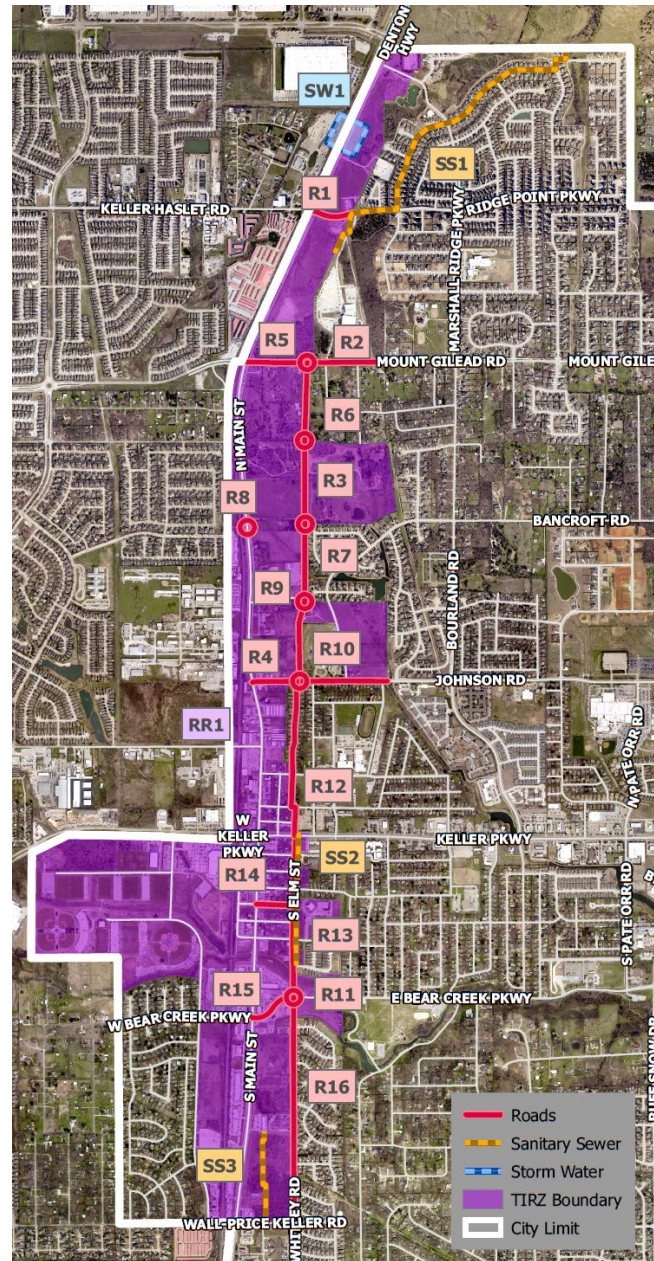 DENTON
HWY
SW1
SS1
R1
KELLER HASLET RD
RIDGE POINT PKWY
MARSHALL RIDGE PKWY
R5
R2
MOUNT GILEAD RD
MOUNT GILE
N MAIN ST
R6
R3
R8
BANCROFT RD
R7
BOURLAND RD
R9
R10
R4
JOHNSON RD
RR1
N PATE ORR RD
R12
W
KELLER
PKWY
KELLER PKWY
SS2
R14
S ELM ST
S PATE ORR RD
R13
R15
R11
E BEAR CREEK PKWY
W BEAR CREEK PKWY
S MAIN ST
R16
SS3
WALL-PRICE KELLER RD
Roads
Sanitary Sewer
Storm Water
TIRZ Boundary
City Limit